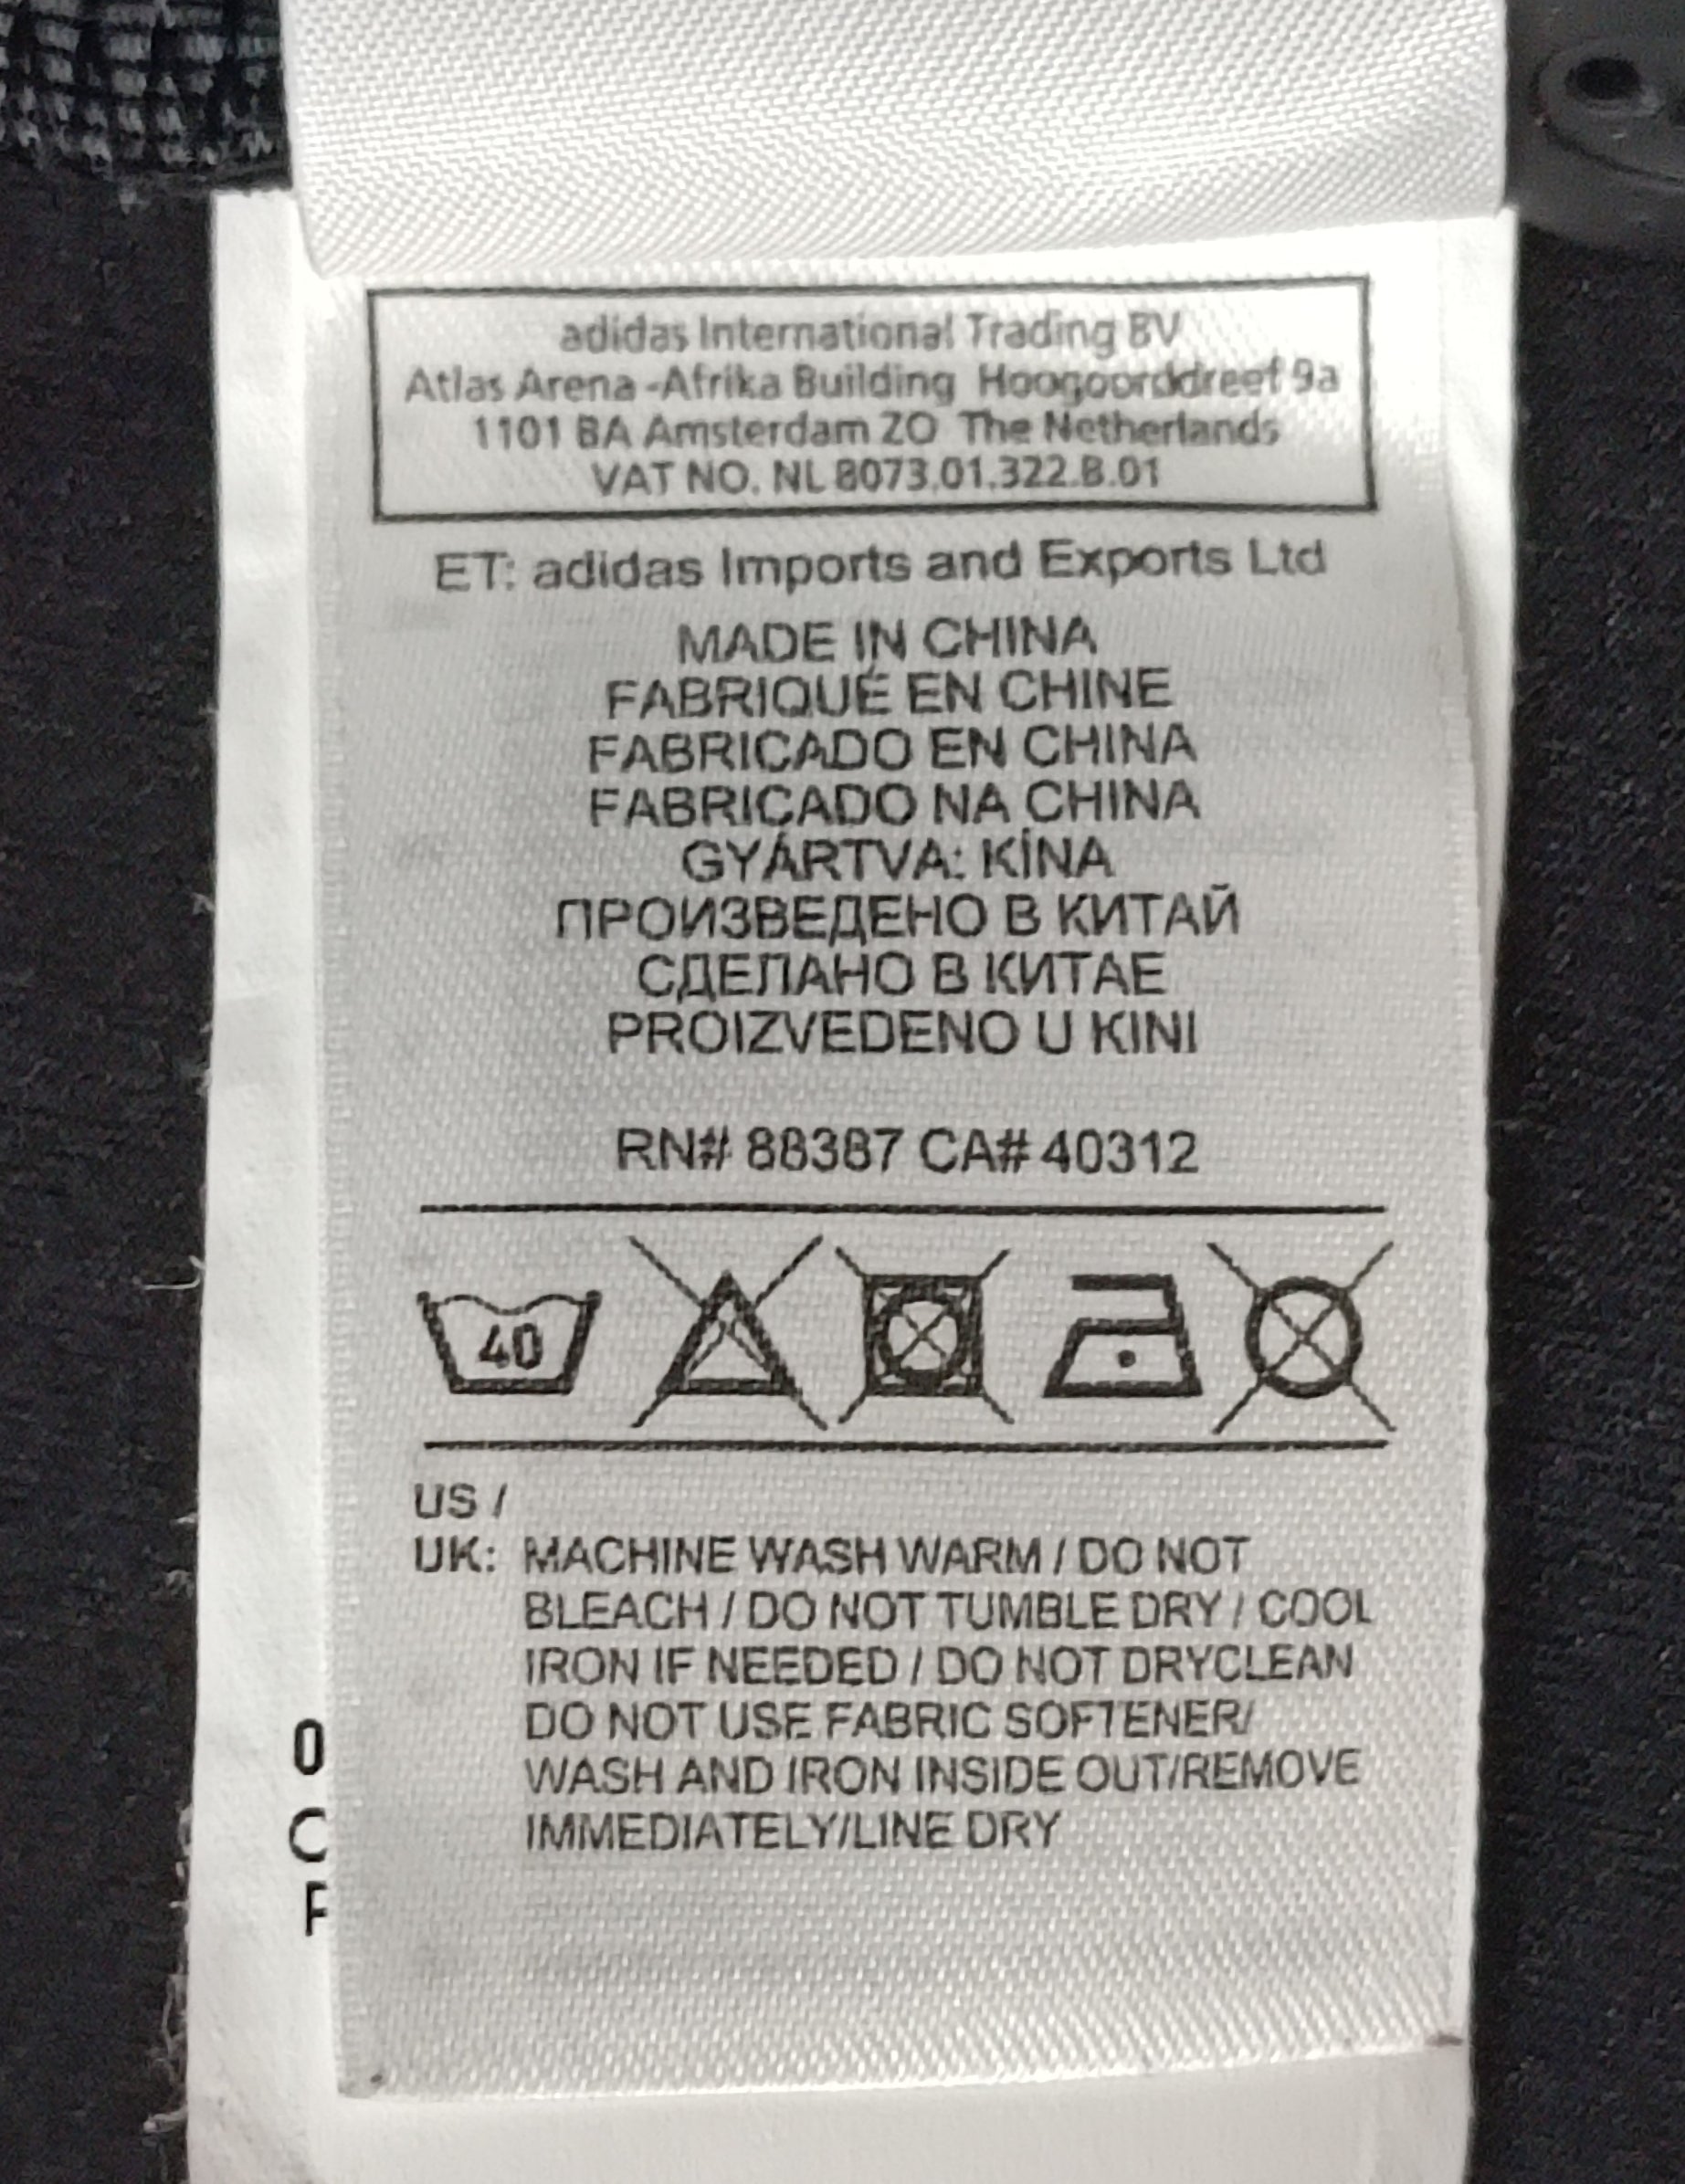 adidas International Trading BV
Atlas Arena -Afrika Building Hoogoorddreef 9a
1101 BA Amsterdam ZO The Netherlands
VAT NO. NL 8073.01.322.B.01
ET: adidas Imports and Exports Ltd
MADE IN CHINA
FABRIQUÉ EN CHINE
FABRICADO EN CHINA
FABRICADO NA CHINA
GYÁRTVA: KÍNA
ПРОИЗВЕДЕНО В КИТАЙ
СДЕЛАНО В КИТАЕ
PROIZVEDENO U KINI
RN# 88387 CA# 40312
40
US /
UK: MACHINE WASH WARM / DO NOT
BLEACH / DO NOT TUMBLE DRY / COOL
IRON IF NEEDED / DO NOT DRYCLEAN
DO NOT USE FABRIC SOFTENER/
WASH AND IRON INSIDE OUT/REMOVE
IMMEDIATELY/LINE DRY